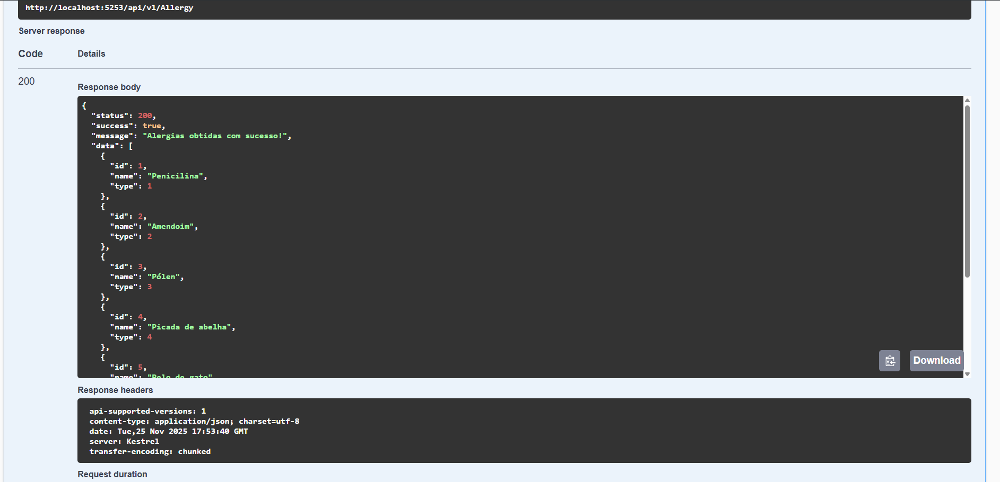 http://localhost:5253/api/v1/Allergy
Server response
Code Details
200
Response body
{
  "status": 200,
  "success": true,
  "message": "Alergias obtidas com sucesso!",
  "data": [
    {
      "id": 1,
      "name": "Penicilina",
      "type": 1
    },
    {
      "id": 2,
      "name": "Amendoim",
      "type": 2
    },
    {
      "id": 3,
      "name": "Pólen",
      "type": 3
    },
    {
      "id": 4,
      "name": "Picada de abelha",
      "type": 4
    },
    {
      "id": 5,
      "name": "Pelo de gato"
Download
Response headers
api-supported-versions: 1
content-type: application/json; charset=utf-8
date: Tue,25 Nov 2025 17:53:40 GMT
server: Kestrel
transfer-encoding: chunked
Request duration